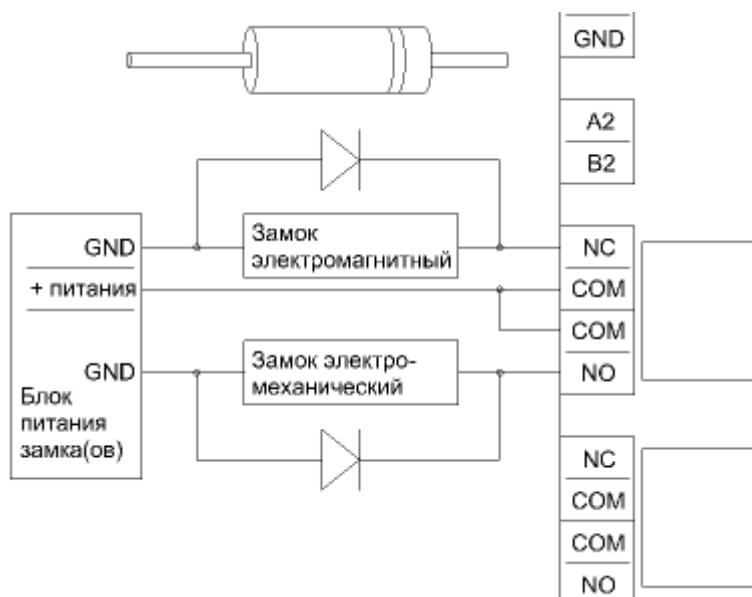 GND
A2
B2
GND
Замок
электромагнитный
NC
+ питания
COM
COM
GND
Замок электро-
механический
NO
Блок
питания
замка(ов)
NC
COM
COM
NO